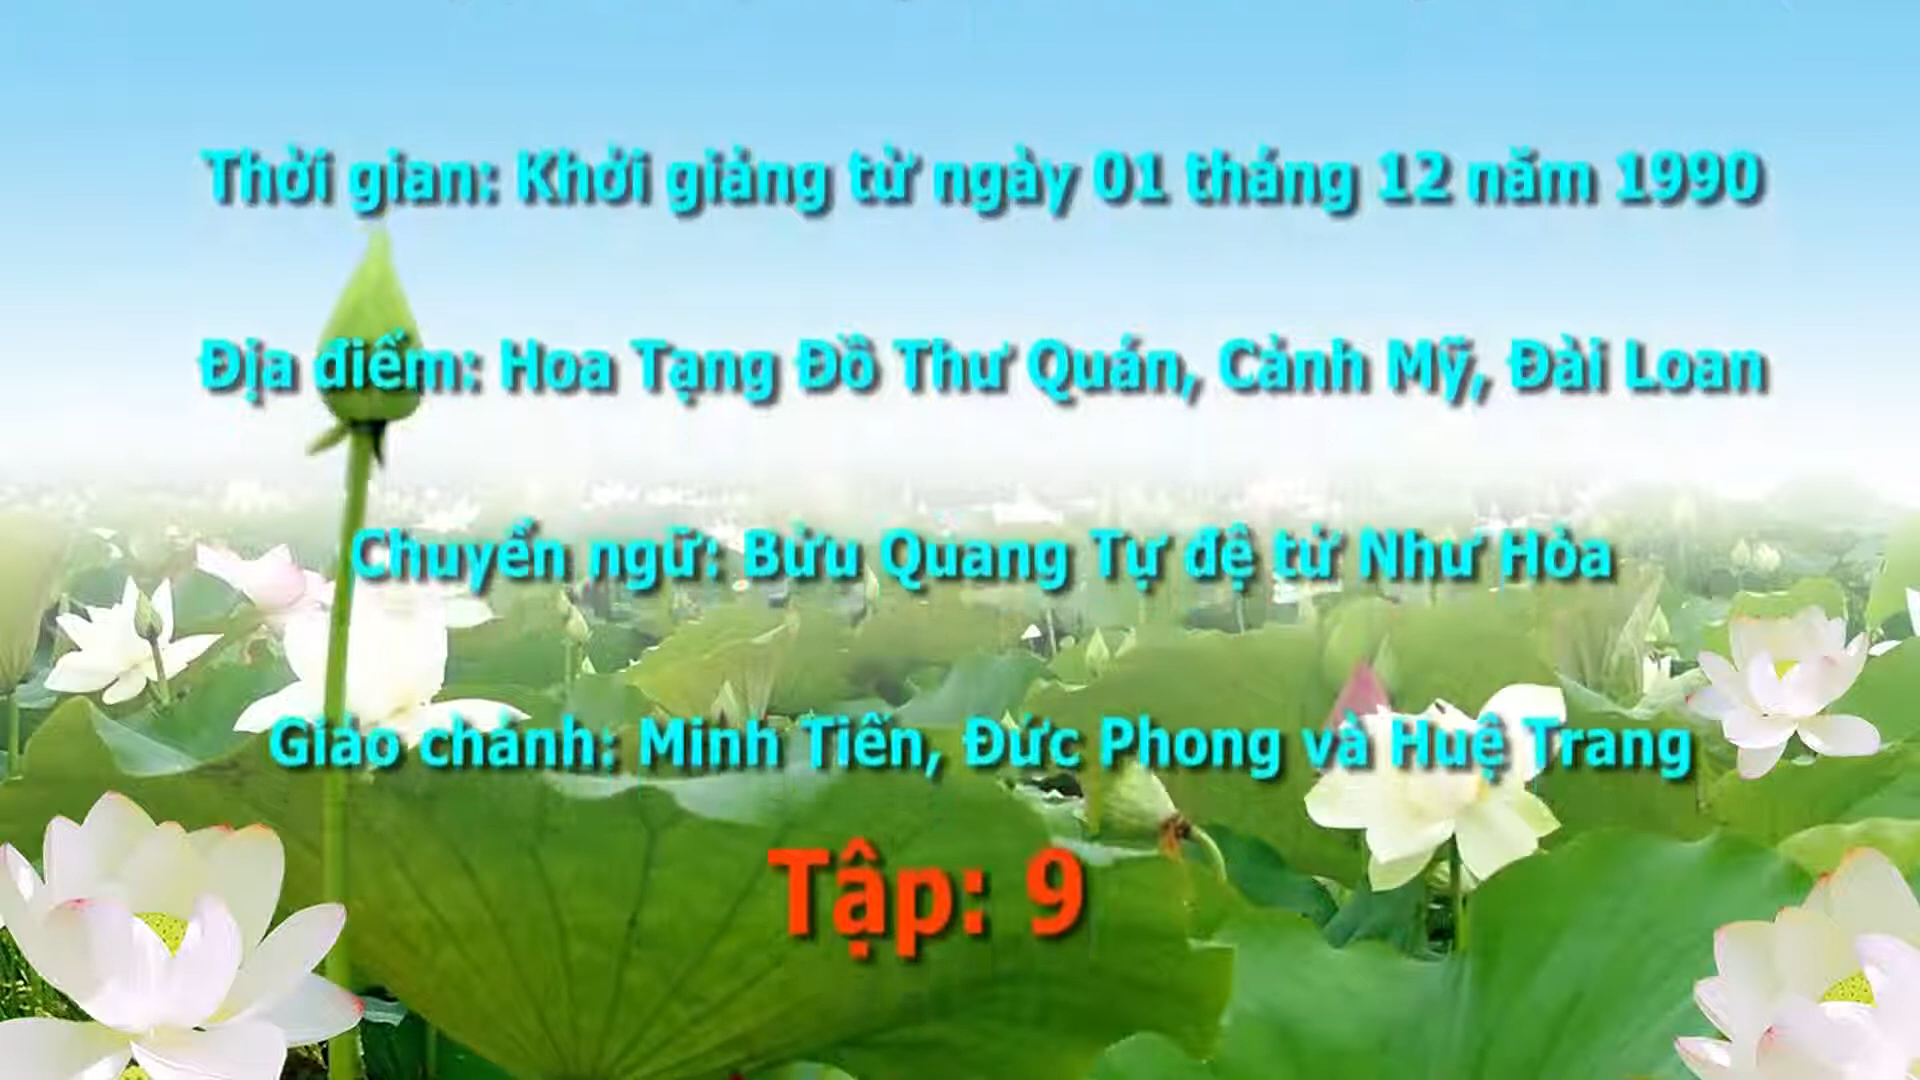 Thời gian: Khởi giảng từ ngày 01 tháng 12 năm 1990
Địa điểm: Hoa Tạng Đồ Thư Quán, Cảnh Mỹ, Đài Loan
Chuyển ngữ: Bửu Quang Tự đệ tử Như Hòa
Giảo chánh: Minh Tiến, Đức Phong và Huệ Trang
Tập: 9